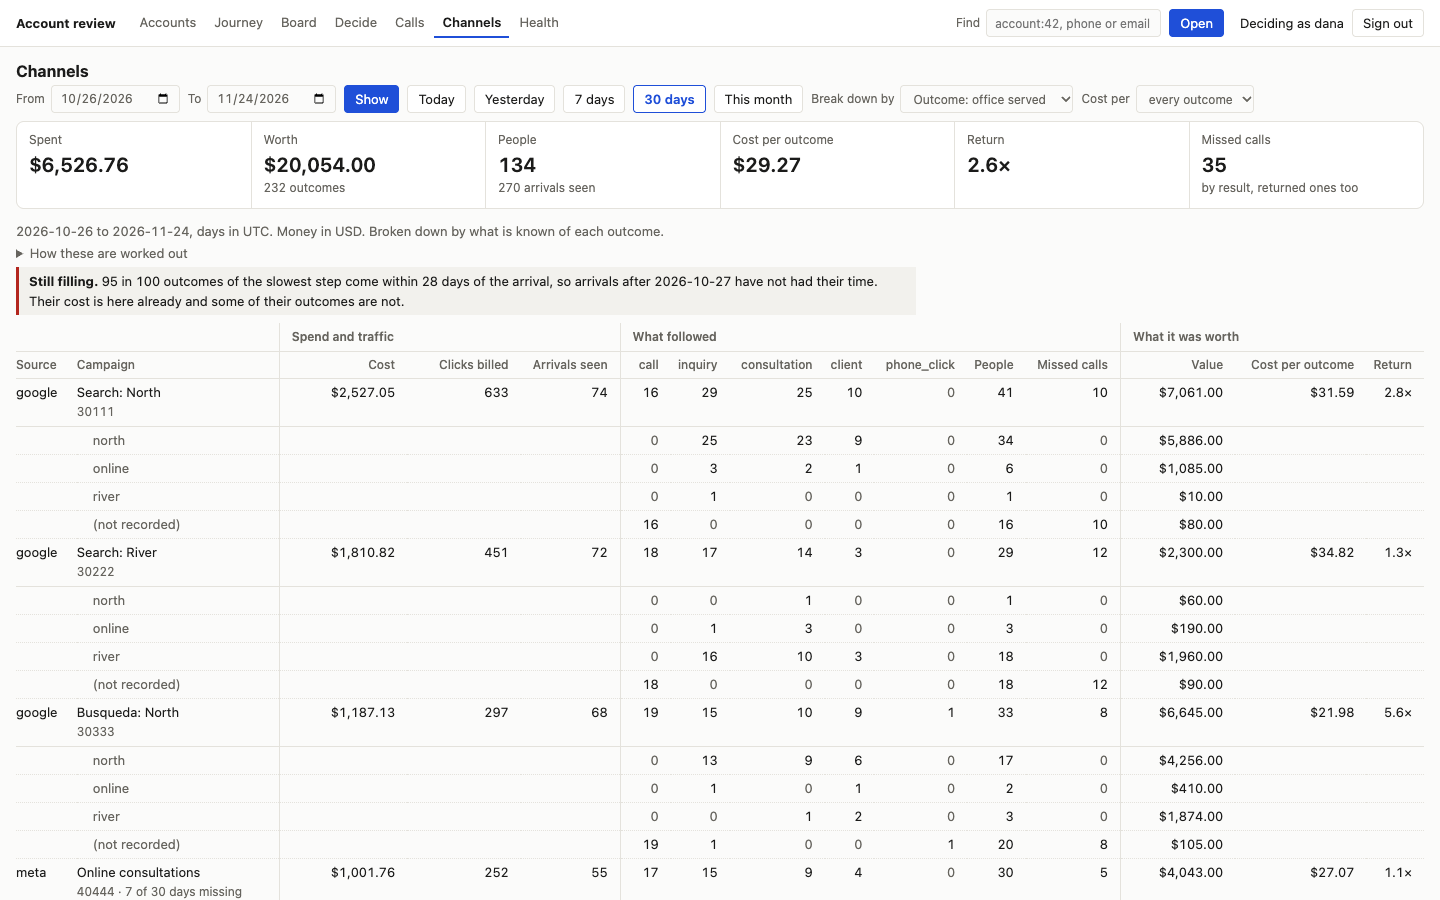 Account review Accounts Journey Board Decide Calls Channels Health Find account:42, phone or email Open Deciding as dana Sign out
Channels
From 10/26/2026 To 11/24/2026 Show Today Yesterday 7 days 30 days This month Break down by Outcome: office served Cost per every outcome
Spent Worth People Cost per outcome Return Missed calls
$6,526.76 $20,054.00 134 $29.27 2.6× 35
232 outcomes 270 arrivals seen by result, returned ones too
2026-10-26 to 2026-11-24, days in UTC. Money in USD. Broken down by what is known of each outcome.
How these are worked out
Still filling. 95 in 100 outcomes of the slowest step come within 28 days of the arrival, so arrivals after 2026-10-27 have not had their time.
Their cost is here already and some of their outcomes are not.
Spend and traffic What followed What it was worth
Source Campaign Cost Clicks billed Arrivals seen call inquiry consultation client phone_click People Missed calls Value Cost per outcome Return
google Search: North $2,527.05 633 74 16 29 25 10 0 41 10 $7,061.00 $31.59 2.8×
30111
north 0 25 23 9 0 34 0 $5,886.00
online 0 3 2 1 0 6 0 $1,085.00
river 0 1 0 0 0 1 0 $10.00
(not recorded) 16 0 0 0 0 16 10 $80.00
google Search: River $1,810.82 451 72 18 17 14 3 0 29 12 $2,300.00 $34.82 1.3×
30222
north 0 0 1 0 0 1 0 $60.00
online 0 1 3 0 0 3 0 $190.00
river 0 16 10 3 0 18 0 $1,960.00
(not recorded) 18 0 0 0 0 18 12 $90.00
google Busqueda: North $1,187.13 297 68 19 15 10 9 1 33 8 $6,645.00 $21.98 5.6×
30333
north 0 13 9 6 0 17 0 $4,256.00
online 0 1 0 1 0 2 0 $410.00
river 0 0 1 2 0 3 0 $1,874.00
(not recorded) 19 1 0 0 1 20 8 $105.00
meta Online consultations $1,001.76 252 55 17 15 9 4 0 30 5 $4,043.00 $27.07 1.1×
40444 · 7 of 30 days missing